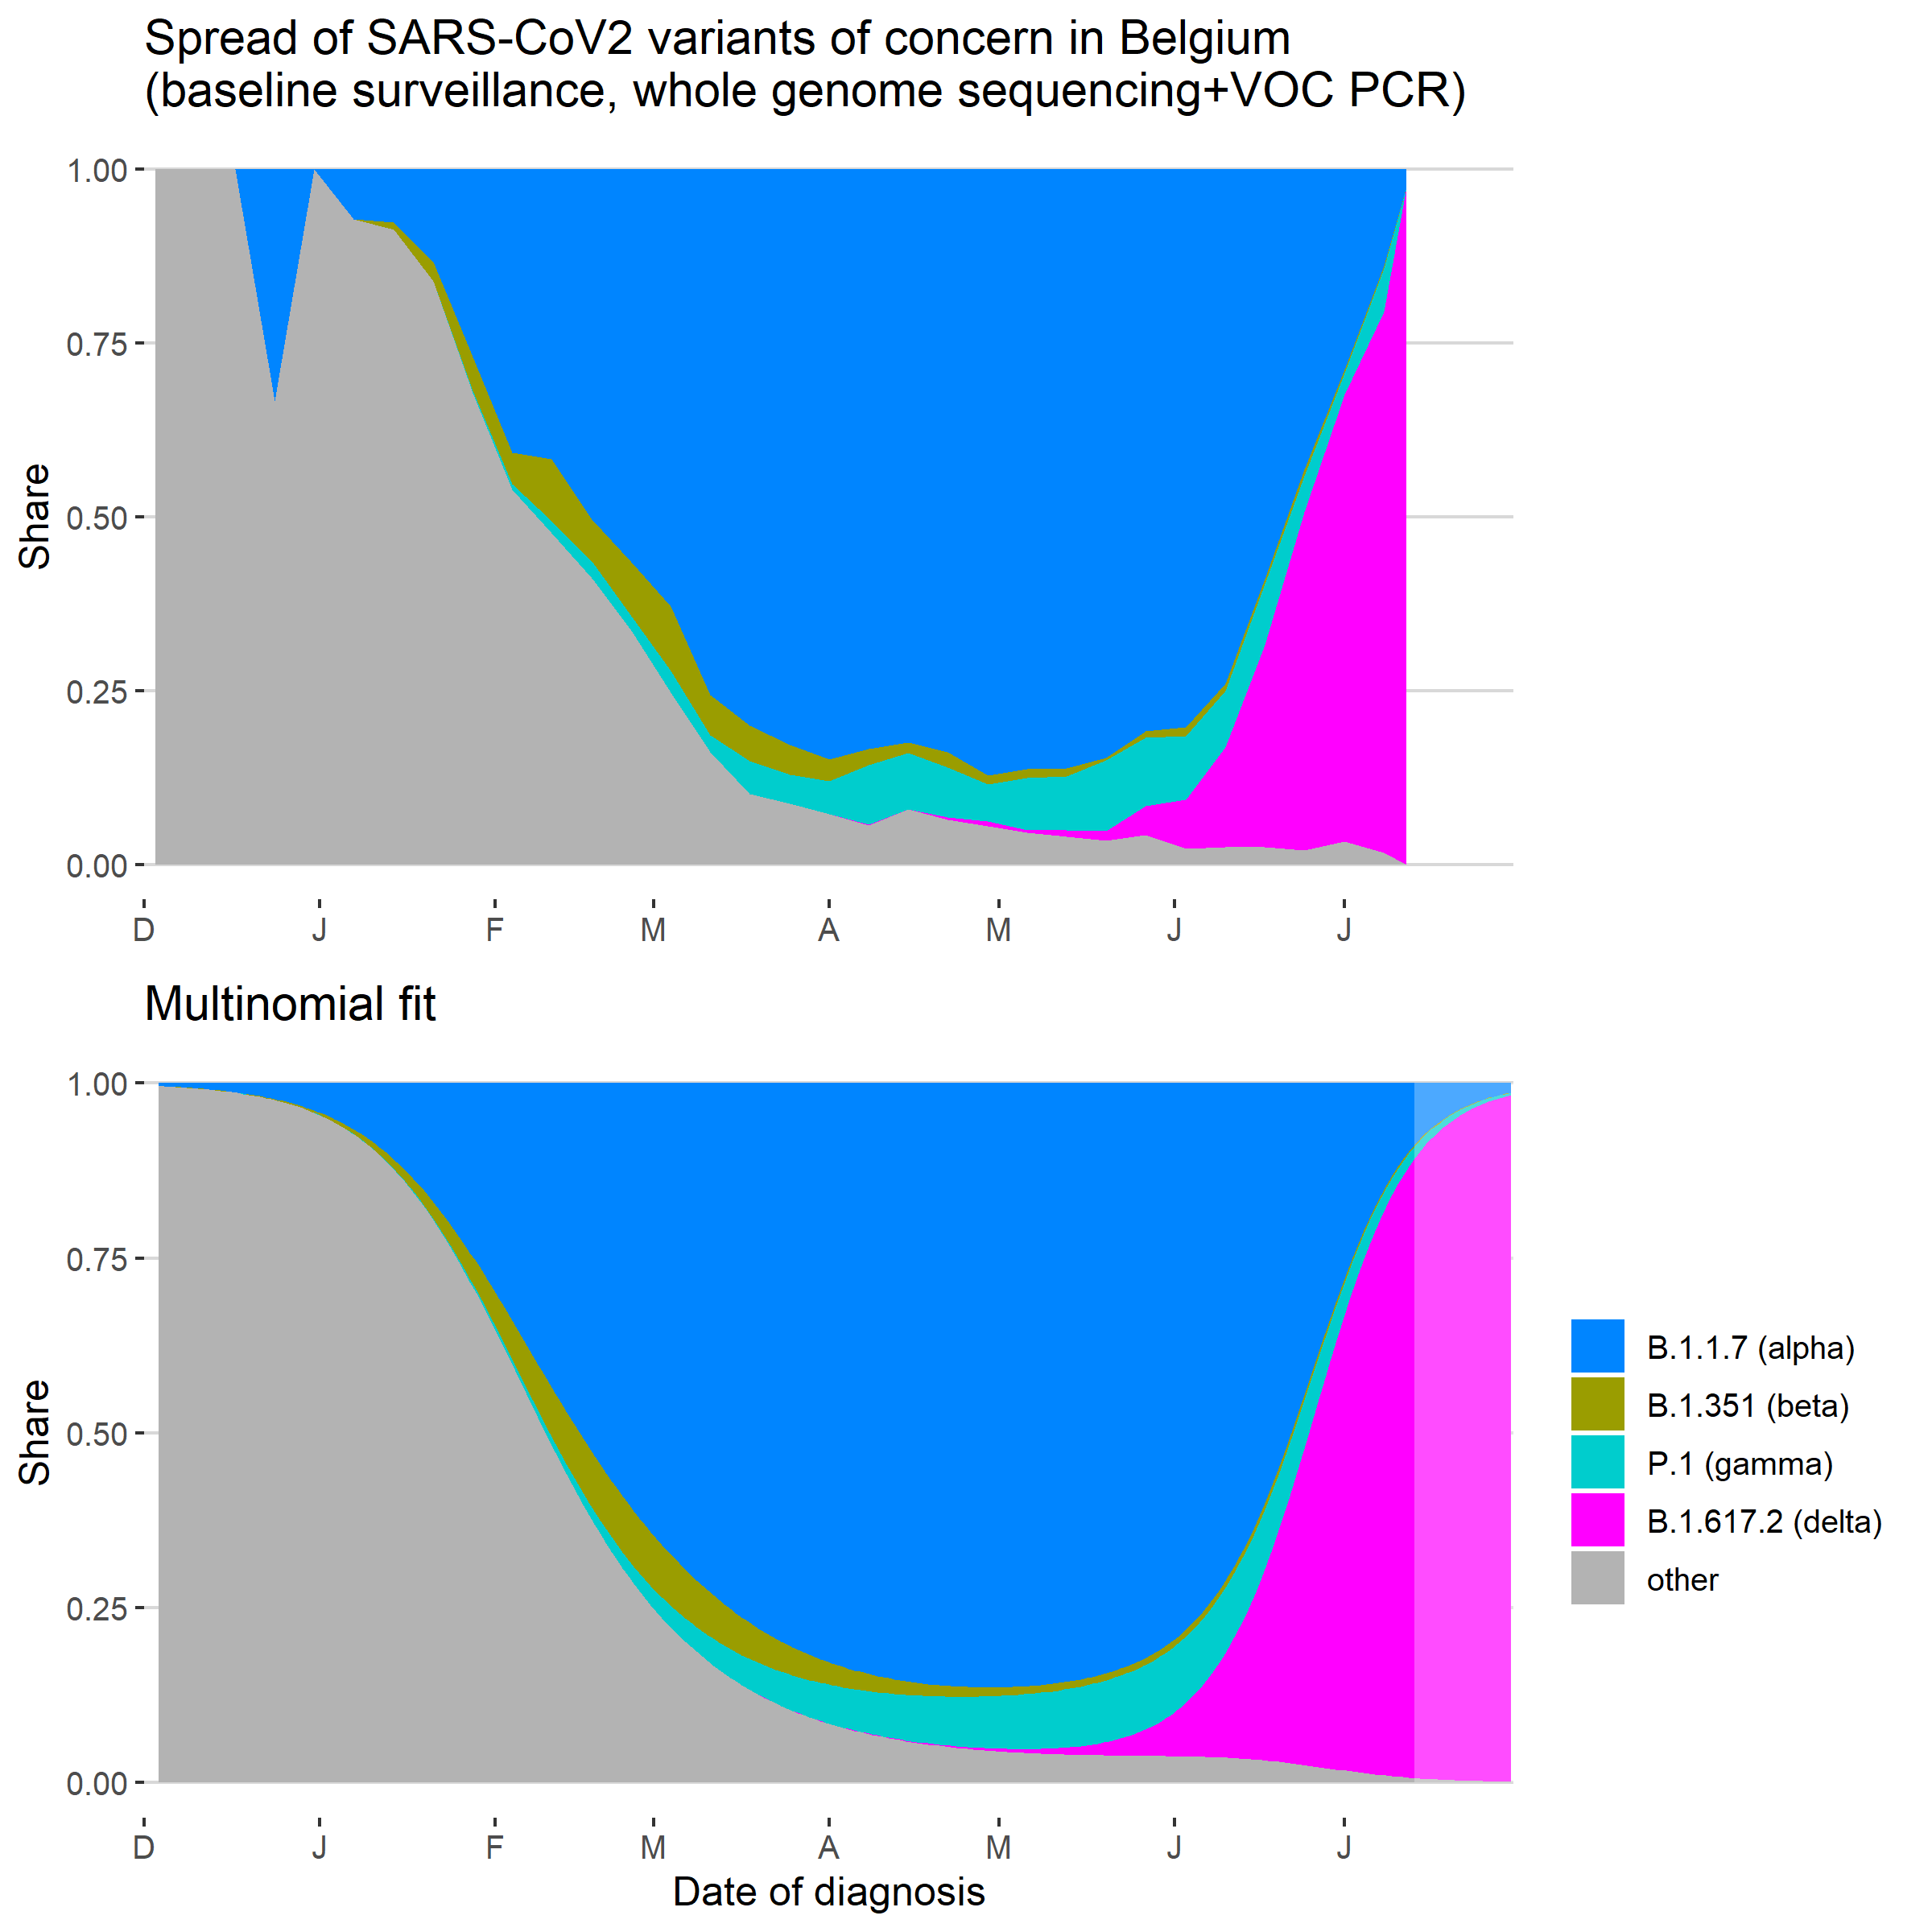 Spread of SARS-CoV2 variants of concern in Belgium
(baseline surveillance, whole genome sequencing+VOC PCR)
1.00
0.75
0.50
0.25
0.00
Share
D J F M A M J J
Multinomial fit
1.00
0.75
0.50
0.25
0.00
Share
D J F M A M J J
Date of diagnosis
B.1.1.7 (alpha)
B.1.351 (beta)
P.1 (gamma)
B.1.617.2 (delta)
other